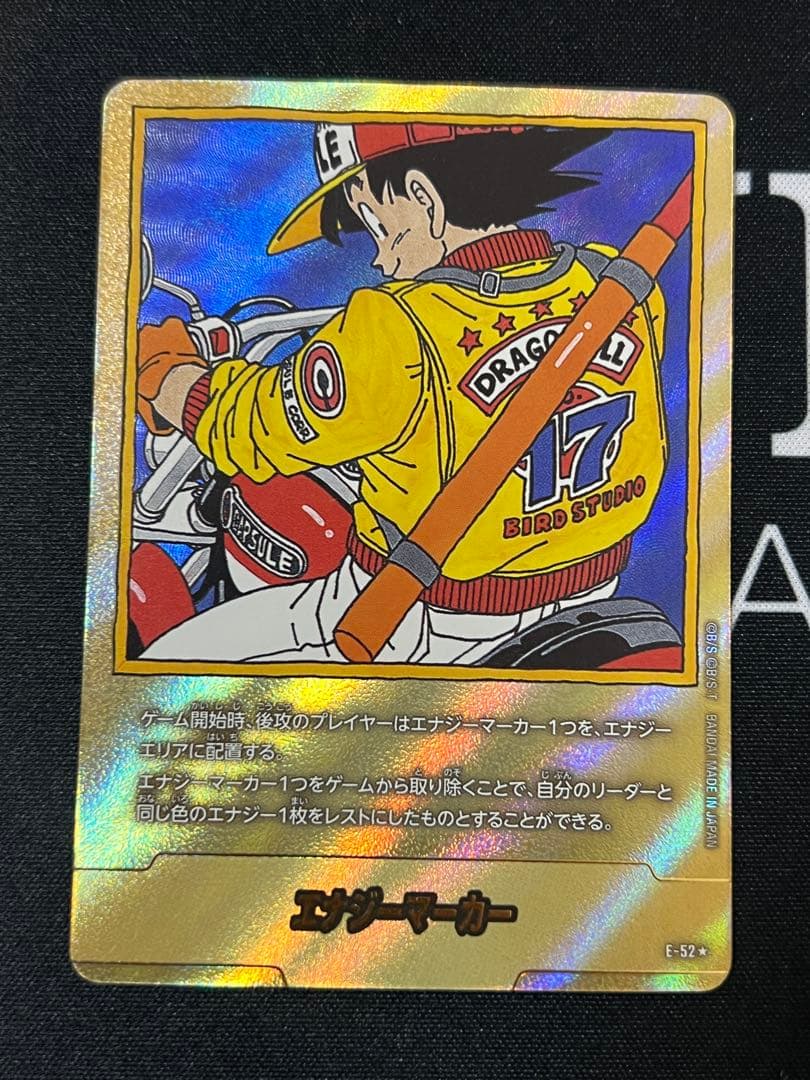 LE
DRAGO
LL
NO.
17
BIRD STUDIO
C
CORP.
CAPSULE
ゲーム開始時、後攻のプレイヤーはエナジーマーカー1つを、エナジー
エリアに配置する。
エナジーマーカー1つをゲームから取り除くことで、自分のリーダーと
同じ色のエナジー1枚をレストにしたものとすることができる。
©B/S ©B/S T BANDAI MADE IN JAPAN
エナジーマーカー
E-52★
A